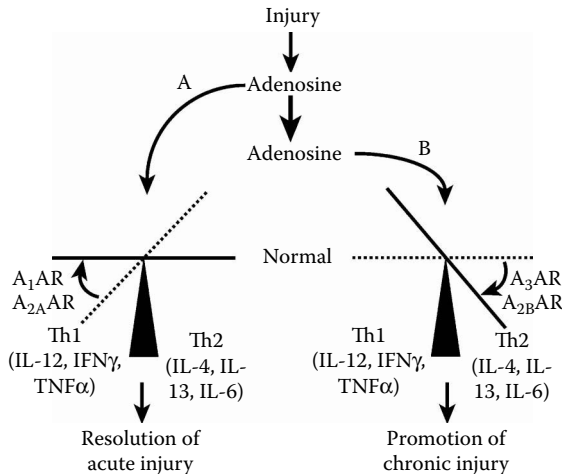 Injury
A
Adenosine
Adenosine
B
Normal
A₁AR
A₂ₐAR
A₃AR
A₂ʙAR
Th1
(IL-12, IFNγ,
TNFα)
Th2
(IL-4, IL-
13, IL-6)
Th1
(IL-12, IFNγ,
TNFα)
Th2
(IL-4, IL-
13, IL-6)
Resolution of
acute injury
Promotion of
chronic injury